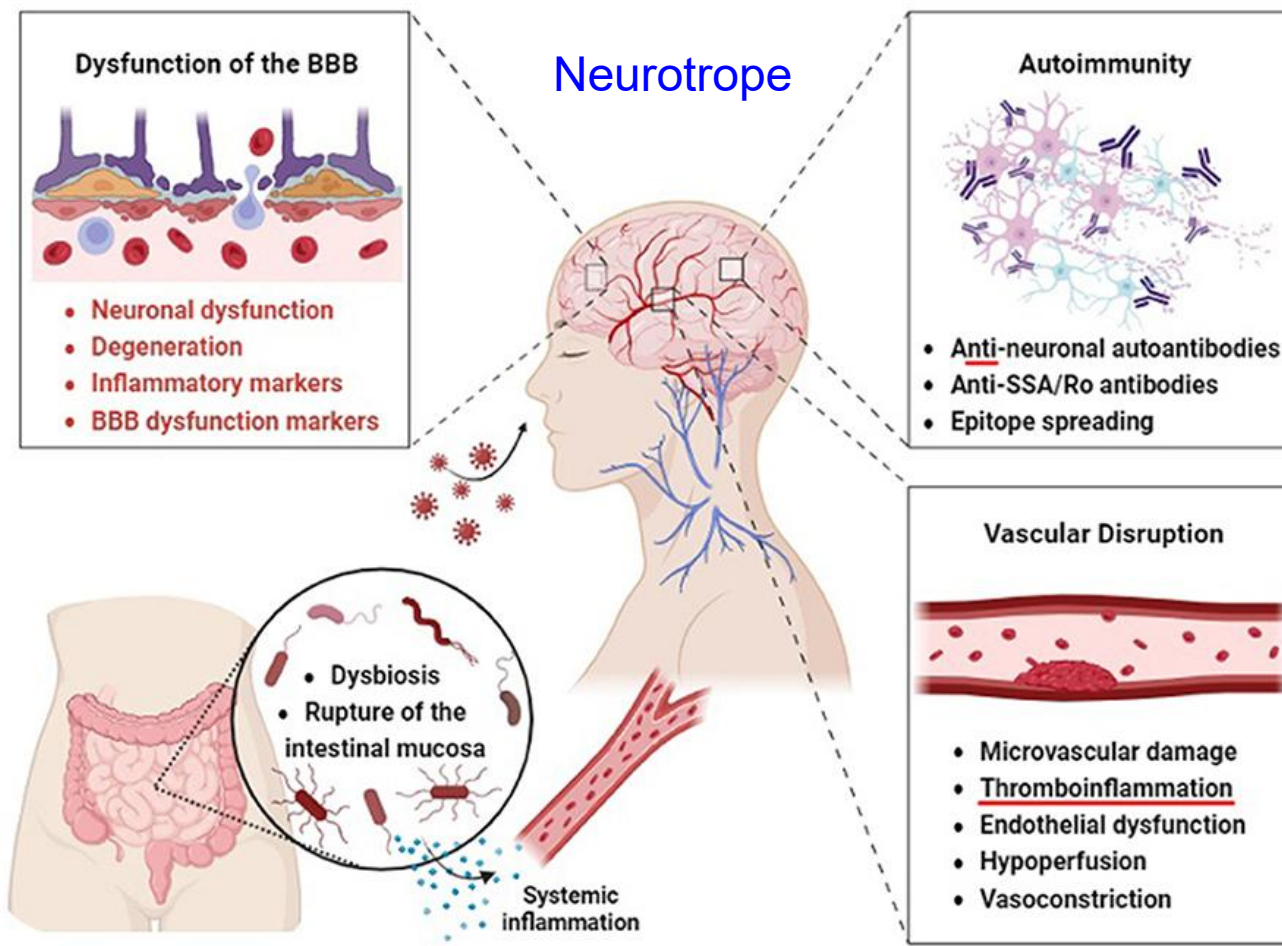 Neurotrope
Dysfunction of the BBB
• Neuronal dysfunction
• Degeneration
• Inflammatory markers
• BBB dysfunction markers
Autoimmunity
• Anti-neuronal autoantibodies
• Anti-SSA/Ro antibodies
• Epitope spreading
Vascular Disruption
• Microvascular damage
• Thromboinflammation
• Endothelial dysfunction
• Hypoperfusion
• Vasoconstriction
• Dysbiosis
• Rupture of the
intestinal mucosa
Systemic
inflammation